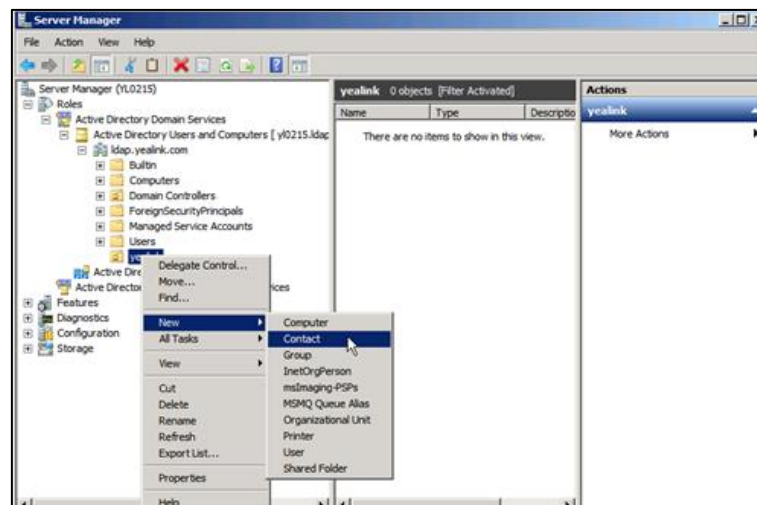 Server Manager
File Action View Help
Server Manager (YL0215)
Roles
Active Directory Domain Services
Active Directory Users and Computers [ yl0215.ldap
ldap.yealink.com
Builtin
Computers
Domain Controllers
ForeignSecurityPrincipals
Managed Service Accounts
Users
Active Dire
Active Director
ices
Features
Diagnostics
Configuration
Storage
Delegate Control...
Move...
Find...
New
All Tasks
View
Cut
Delete
Rename
Refresh
Export List...
Properties
Help
Computer
Contact
Group
InetOrgPerson
msImaging-PSPs
MSMQ Queue Alias
Organizational Unit
Printer
User
Shared Folder
yealink 0 objects [Filter Activated]
Name Type Descriptio
There are no items to show in this view.
Actions
yealink
More Actions